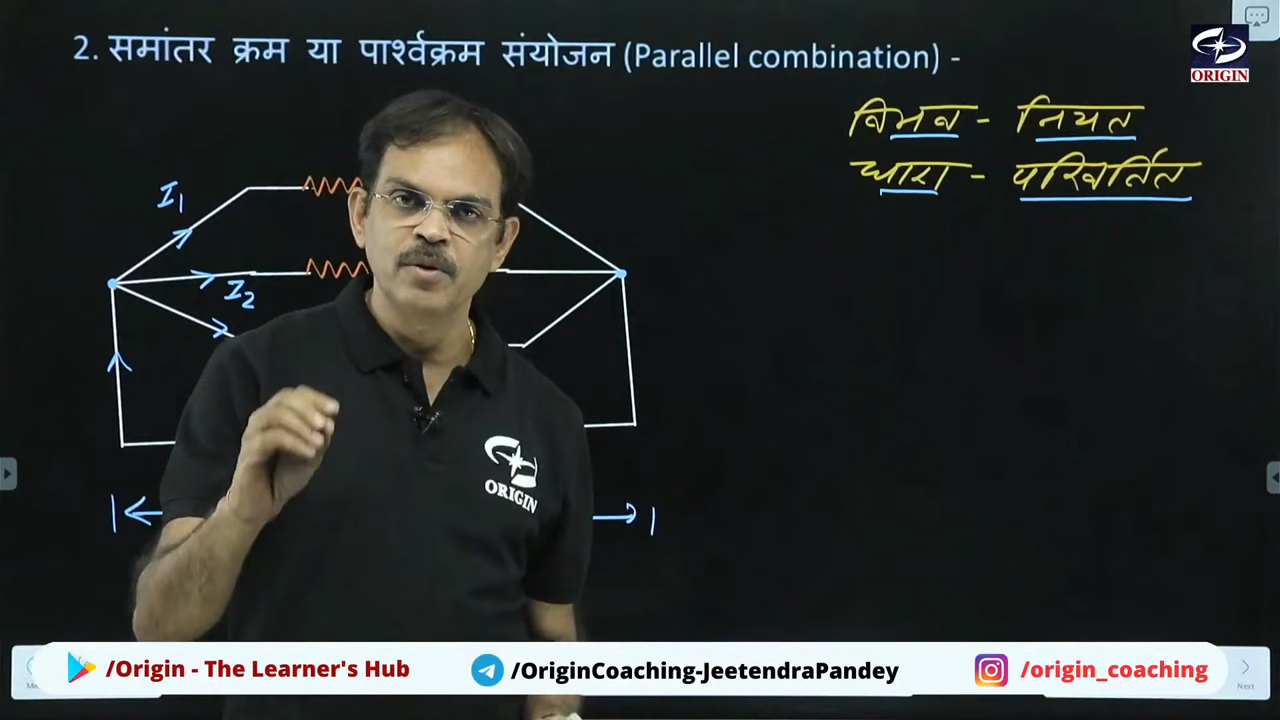 2. समांतर क्रम या पार्श्वक्रम संयोजन (Parallel combination) -
ORIGIN
विभव - नियत
धारा - परिवर्तित
I1
I2
ORIGIN
/Origin - The Learner's Hub
/OriginCoaching-JeetendraPandey
/origin_coaching
Next